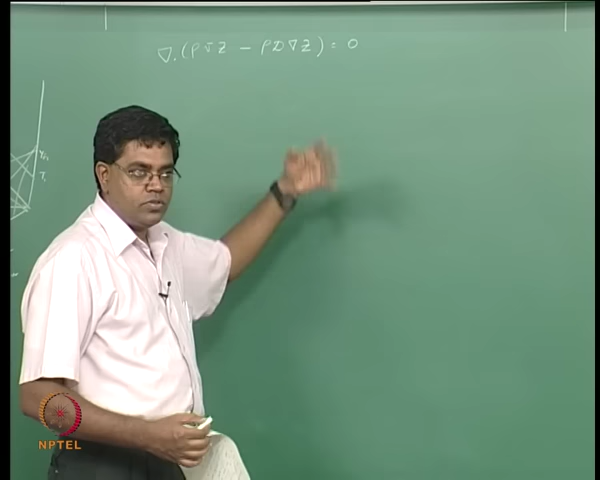 ∇.(ρv̄Z − ρD∇Z) = 0
NPTEL